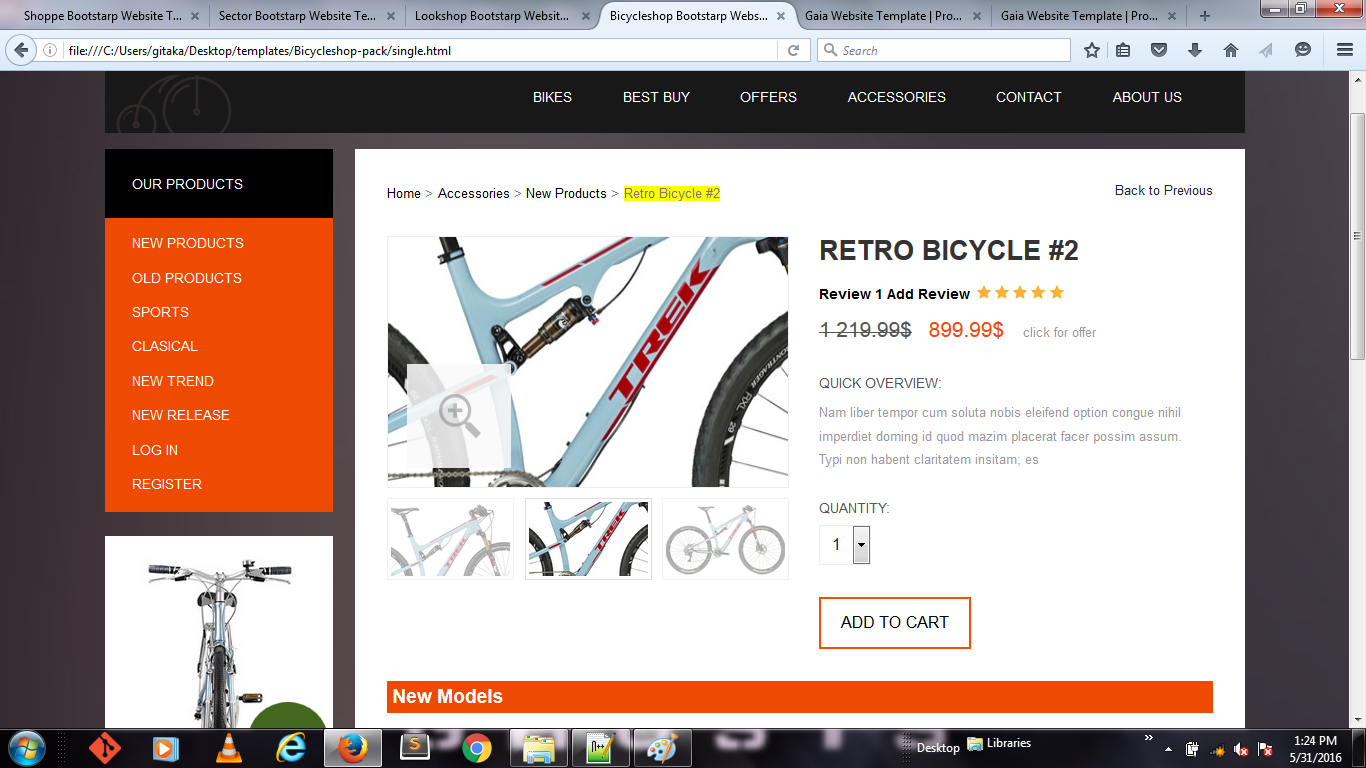 Shoppe Bootstarp Website T...
Sector Bootstarp Website Te...
Lookshop Bootstarp Websit...
Bicycleshop Bootstarp Webs...
Gaia Website Template | Pro...
Gaia Website Template | Pro...
file:///C:/Users/gitaka/Desktop/templates/Bicycleshop-pack/single.html
Search
BIKES
BEST BUY
OFFERS
ACCESSORIES
CONTACT
ABOUT US
OUR PRODUCTS
NEW PRODUCTS
OLD PRODUCTS
SPORTS
CLASICAL
NEW TREND
NEW RELEASE
LOG IN
REGISTER
Home > Accessories > New Products > Retro Bicycle #2
Back to Previous
TREK
CONTRAGER
RXL
29
TREK
RETRO BICYCLE #2
Review 1 Add Review
1 219.99$ 899.99$ click for offer
QUICK OVERVIEW:
Nam liber tempor cum soluta nobis eleifend option congue nihil
imperdiet doming id quod mazim placerat facer possim assum.
Typi non habent claritatem insitam; es
QUANTITY:
1
ADD TO CART
New Models
Desktop
Libraries
1:24 PM
5/31/2016